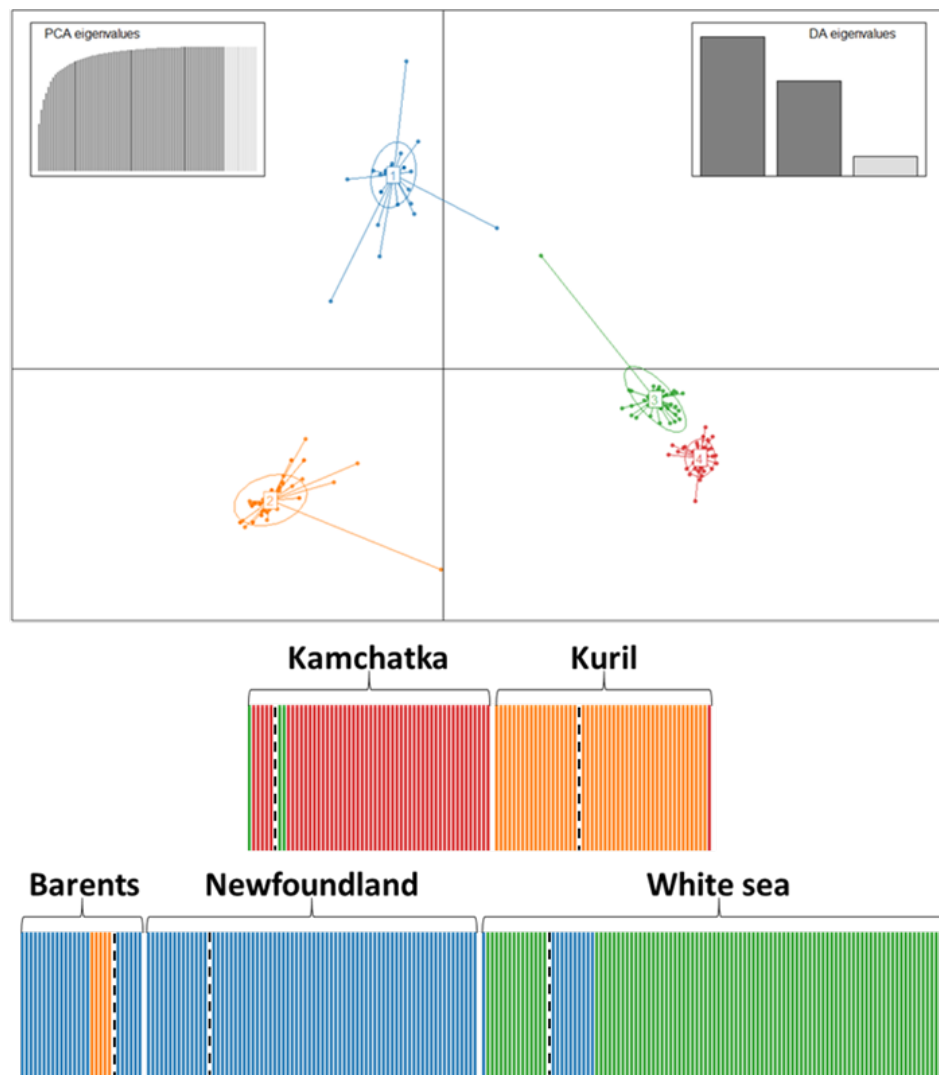 PCA eigenvalues
DA eigenvalues
1
3
4
2
Kamchatka Kuril
Barents Newfoundland White sea